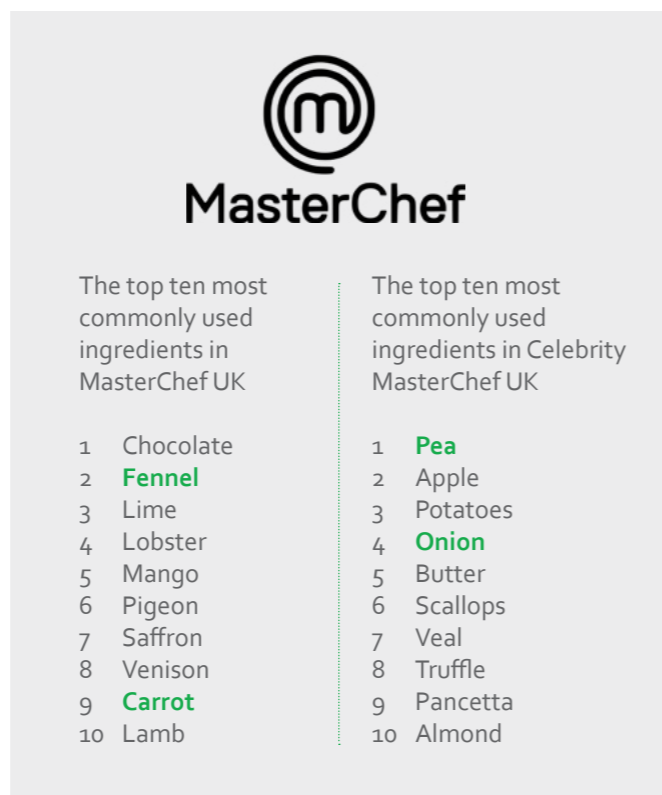 m
MasterChef
The top ten most
commonly used
ingredients in
MasterChef UK
1 Chocolate
2 Fennel
3 Lime
4 Lobster
5 Mango
6 Pigeon
7 Saffron
8 Venison
9 Carrot
10 Lamb
The top ten most
commonly used
ingredients in Celebrity
MasterChef UK
1 Pea
2 Apple
3 Potatoes
4 Onion
5 Butter
6 Scallops
7 Veal
8 Truffle
9 Pancetta
10 Almond